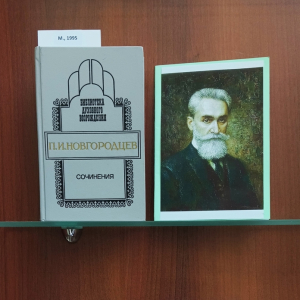 М., 1995
БИБЛИОТЕКА
ДУХОВНОГО
ВОЗРОЖДЕНИЯ
П.И.НОВГОРОДЦЕВ
СОЧИНЕНИЯ